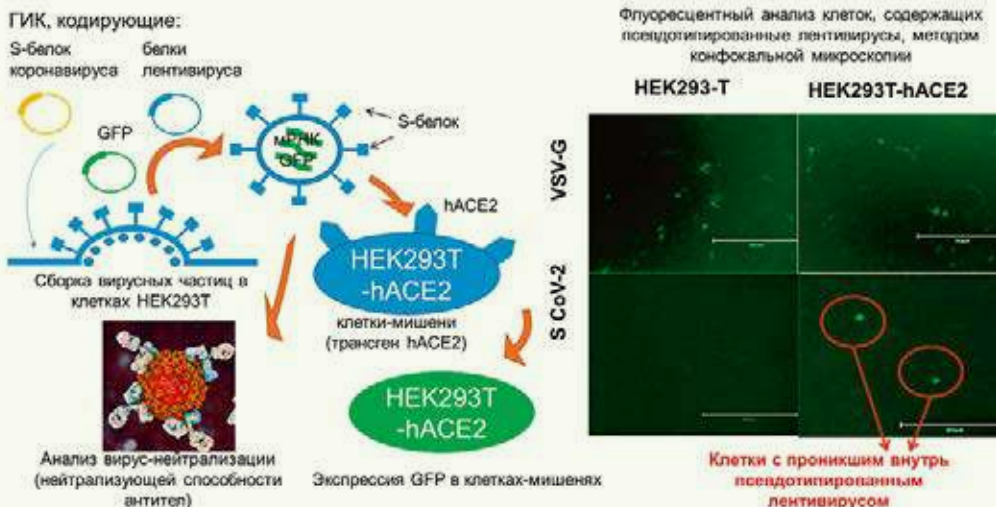 ГИК, кодирующие:
S-белок
коронавируса
белки
лентивируса
GFP
мРНК
GFP
S-белок
hACE2
HEK293T
-hACE2
Сборка вирусных частиц в
клетках HEK293T
клетки-мишени
(трансген hACE2)
HEK293T
-hACE2
Анализ вирус-нейтрализации
(нейтрализующей способности
антител)
Экспрессия GFP в клетках-мишенях
Флуоресцентный анализ клеток, содержащих
псевдотипированные лентивирусы, методом
конфокальной микроскопии
HEK293-T
HEK293T-hACE2
VSV-G
S CoV-2
Клетки с проникшим внутрь
псевдотипированным
лентивирусом